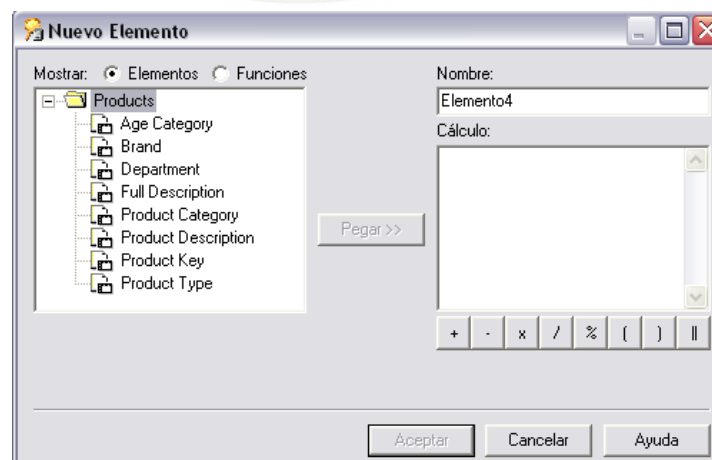 Nuevo Elemento
Mostrar: Elementos Funciones
Products
Age Category
Brand
Department
Full Description
Product Category
Product Description
Product Key
Product Type
Pegar >>
Nombre:
Elemento4
Cálculo:
+ - x / % ( ) ||
Aceptar Cancelar Ayuda